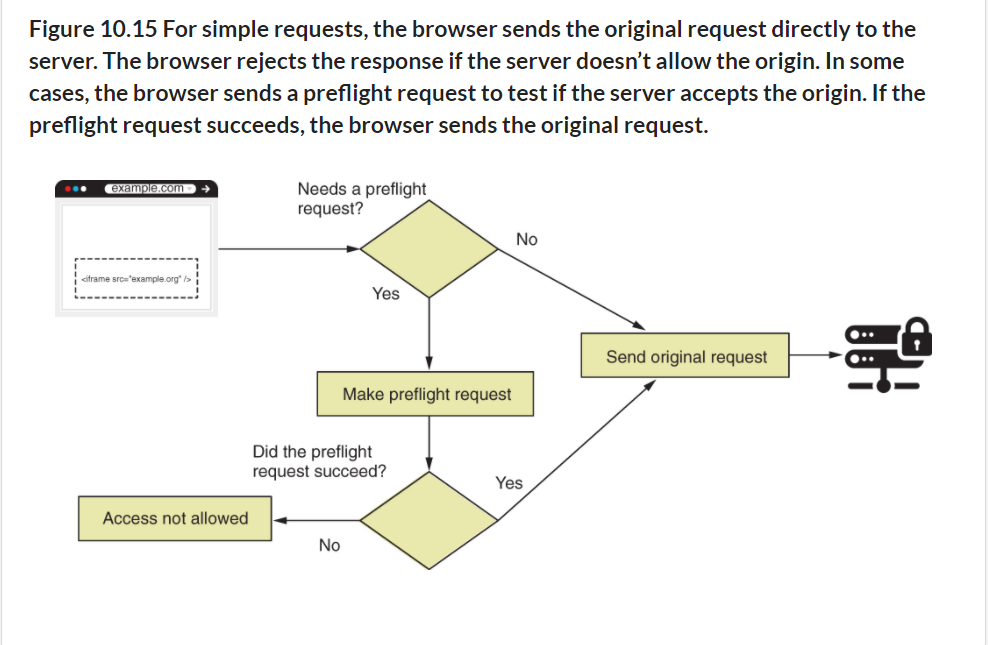 Figure 10.15 For simple requests, the browser sends the original request directly to the
server. The browser rejects the response if the server doesn’t allow the origin. In some
cases, the browser sends a preflight request to test if the server accepts the origin. If the
preflight request succeeds, the browser sends the original request.
example.com
Needs a preflight
request?
No
<iframe src="example.org" />
Yes
Send original request
Make preflight request
Did the preflight
request succeed?
Yes
Access not allowed
No